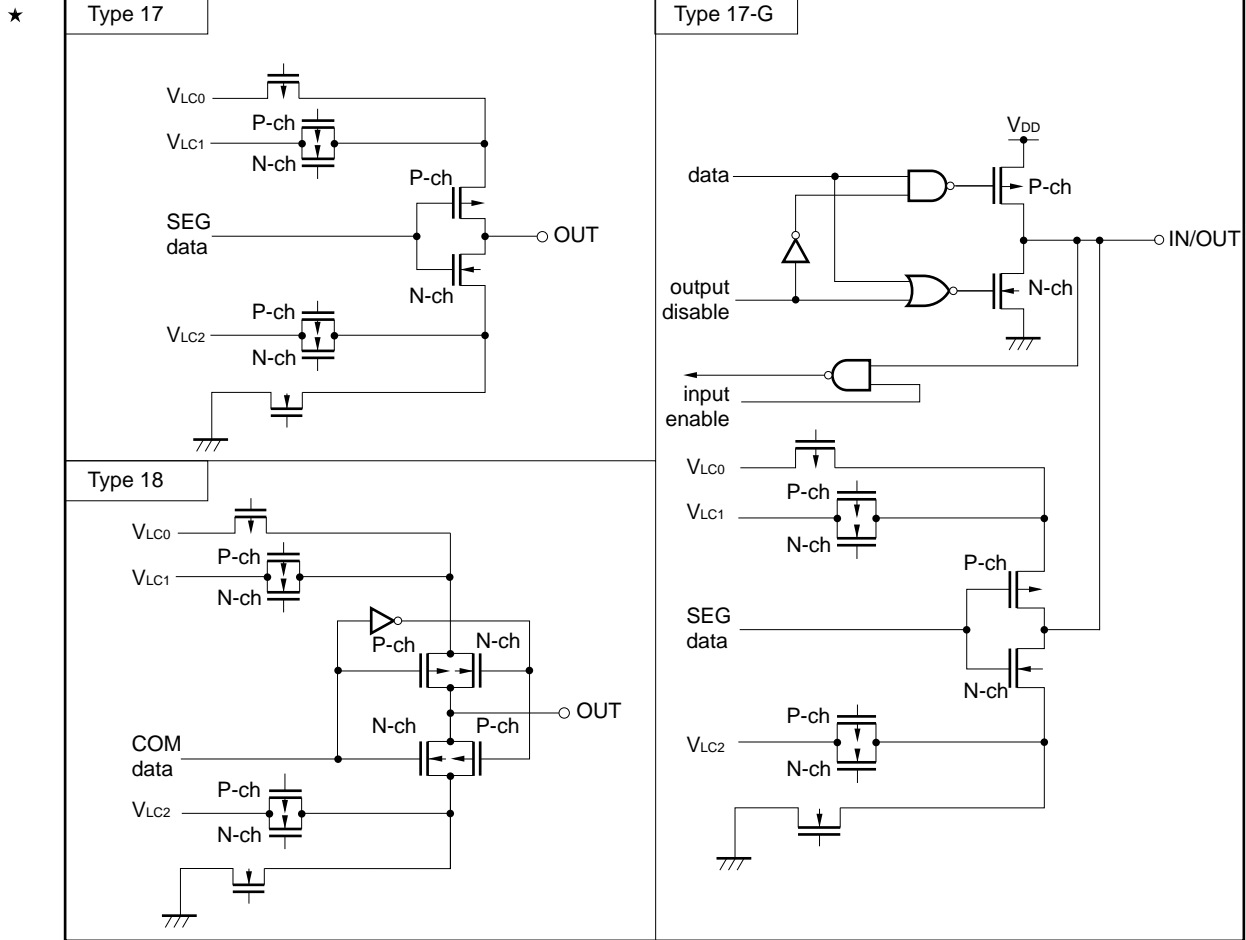 ★
Type 17
VLC0
P-ch
VLC1
N-ch
P-ch
SEG
data
OUT
N-ch
P-ch
VLC2
N-ch
Type 18
VLC0
P-ch
VLC1
N-ch
P-ch
N-ch
N-ch
P-ch
OUT
COM
data
P-ch
VLC2
N-ch
Type 17-G
VDD
data
P-ch
IN/OUT
output
disable
N-ch
input
enable
VLC0
P-ch
VLC1
N-ch
P-ch
SEG
data
N-ch
P-ch
VLC2
N-ch